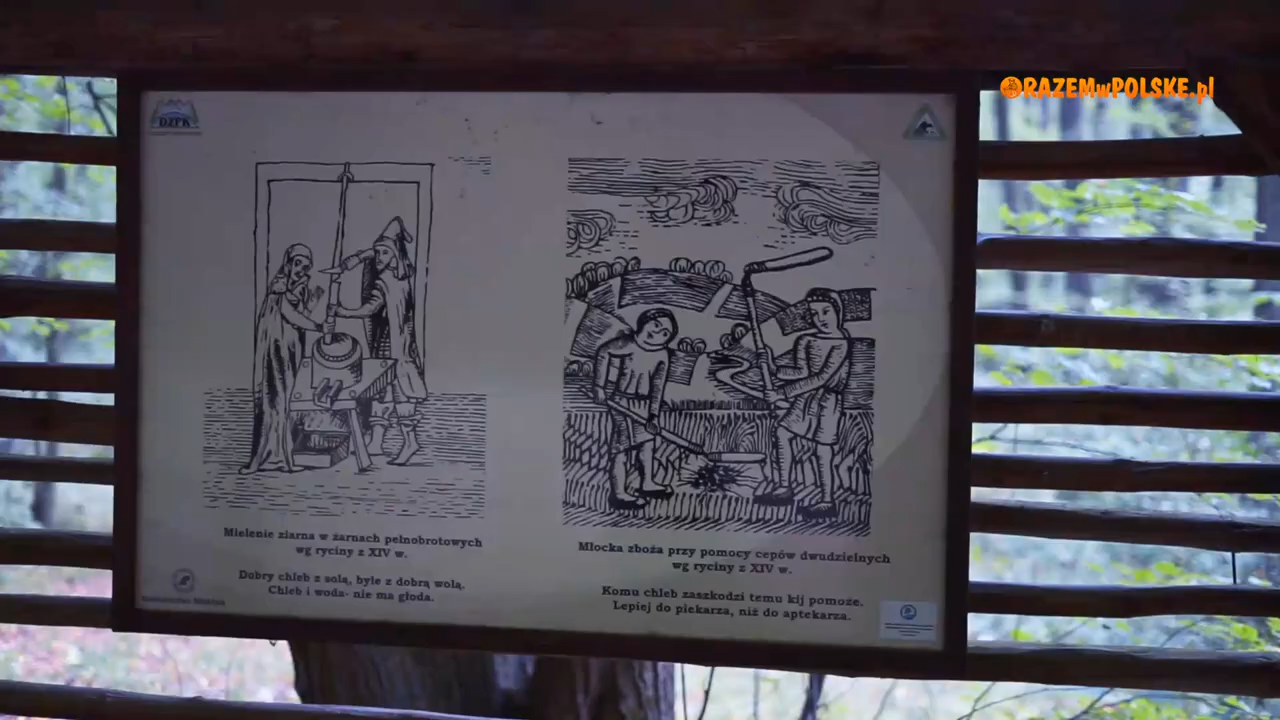 RAZEMwPOLSKE.pl
DZPK
Mielenie ziarna w żarnach pełnobrotowych
wg ryciny z XIV w.
Dobry chleb z solą, byle z dobrą wolą.
Chleb i woda- nie ma głoda.
Młocka zboża przy pomocy cepów dwudzielnych
wg ryciny z XIV w.
Komu chleb zaszkodzi temu kij pomoże.
Lepiej do piekarza, niż do aptekarza.